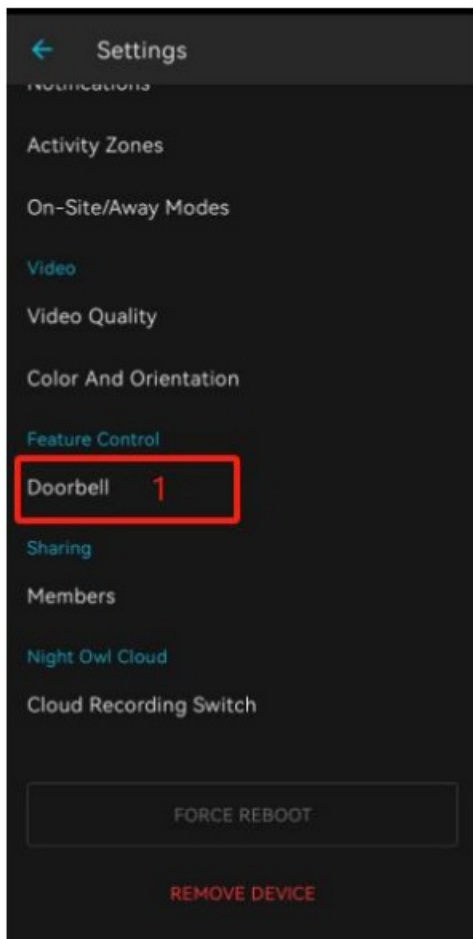 Settings
Notifications
Activity Zones
On-Site/Away Modes
Video
Video Quality
Color And Orientation
Feature Control
Doorbell 1
Sharing
Members
Night Owl Cloud
Cloud Recording Switch
FORCE REBOOT
REMOVE DEVICE